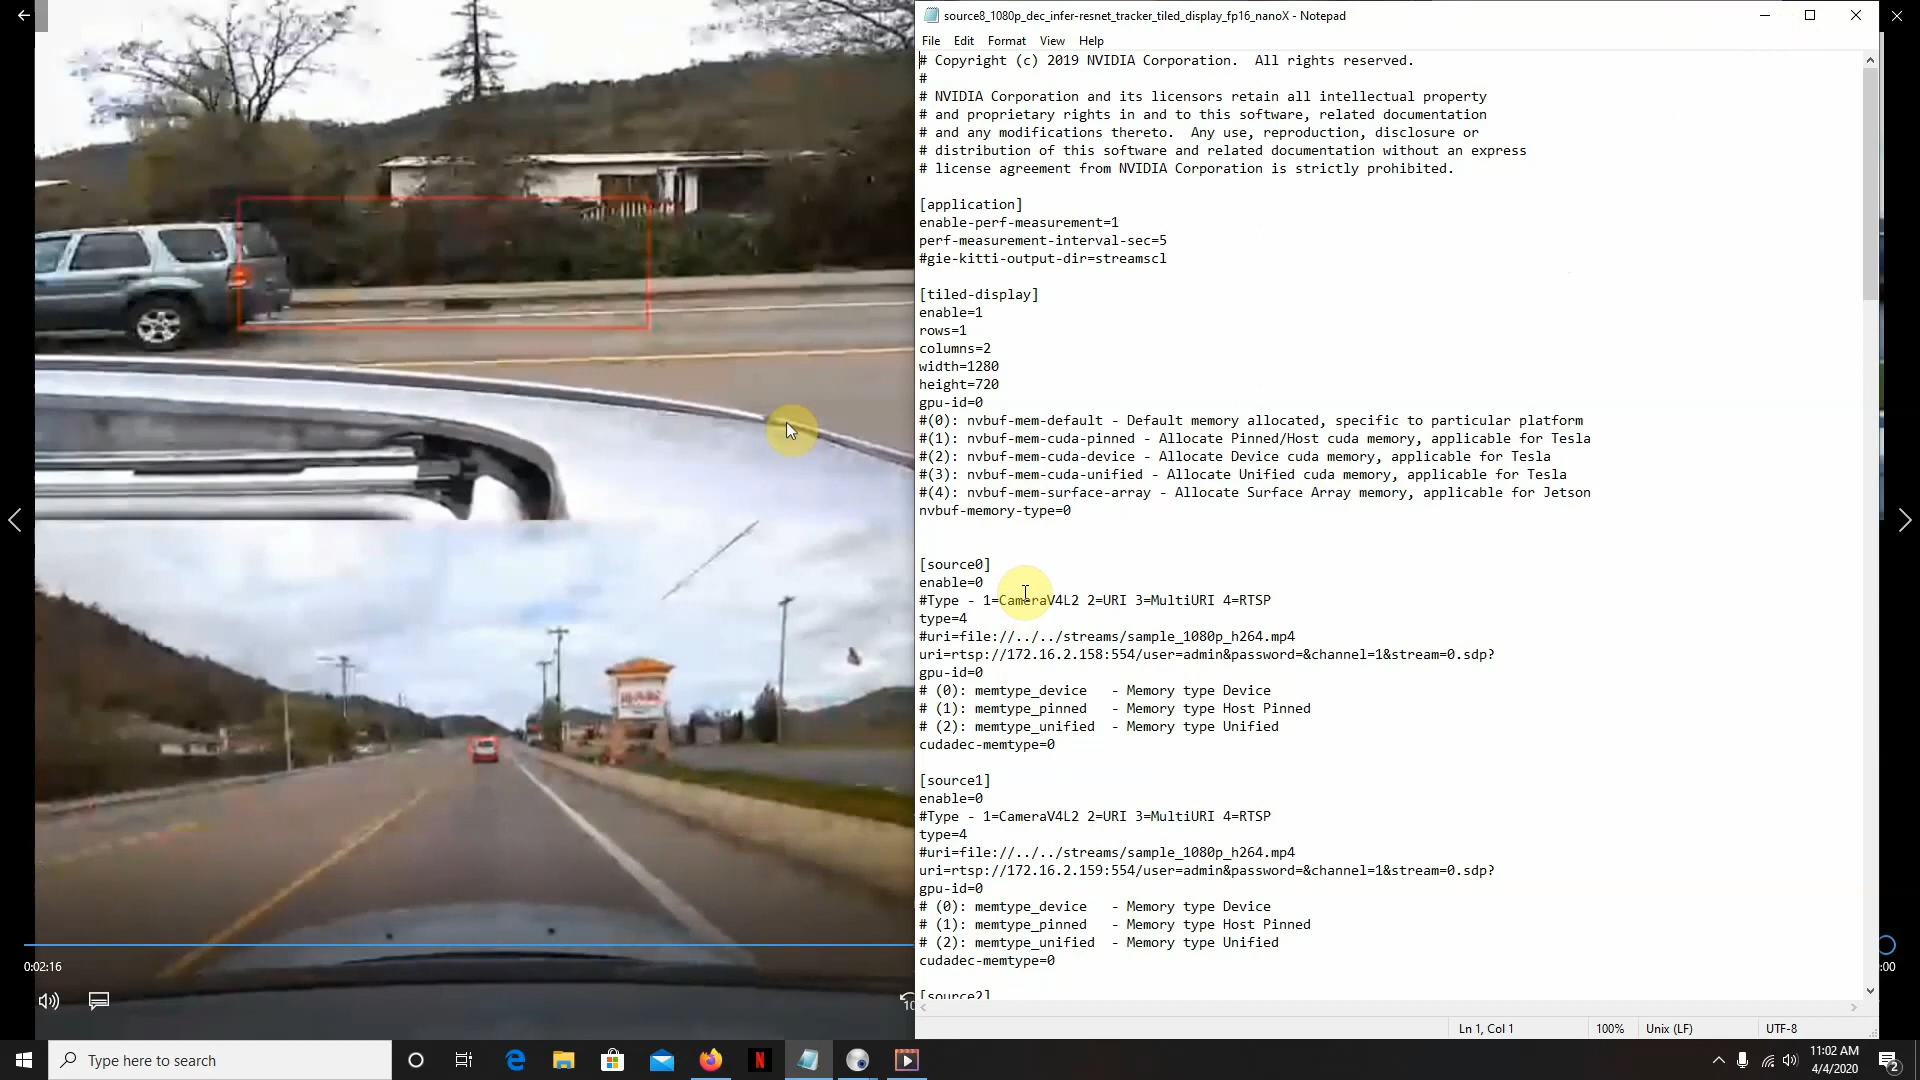 source8_1080p_dec_infer-resnet_tracker_tiled_display_fp16_nanoX - Notepad
File Edit Format View Help
# Copyright (c) 2019 NVIDIA Corporation.  All rights reserved.
#
# NVIDIA Corporation and its licensors retain all intellectual property
# and proprietary rights in and to this software, related documentation
# and any modifications thereto.  Any use, reproduction, disclosure or
# distribution of this software and related documentation without an express
# license agreement from NVIDIA Corporation is strictly prohibited.
[application]
enable-perf-measurement=1
perf-measurement-interval-sec=5
#gie-kitti-output-dir=streamscl
[tiled-display]
enable=1
rows=1
columns=2
width=1280
height=720
gpu-id=0
#(0): nvbuf-mem-default - Default memory allocated, specific to particular platform
#(1): nvbuf-mem-cuda-pinned - Allocate Pinned/Host cuda memory, applicable for Tesla
#(2): nvbuf-mem-cuda-device - Allocate Device cuda memory, applicable for Tesla
#(3): nvbuf-mem-cuda-unified - Allocate Unified cuda memory, applicable for Tesla
#(4): nvbuf-mem-surface-array - Allocate Surface Array memory, applicable for Jetson
nvbuf-memory-type=0
[source0]
enable=0
#Type - 1=CameraV4L2 2=URI 3=MultiURI 4=RTSP
type=4
#uri=file://../../streams/sample_1080p_h264.mp4
uri=rtsp://172.16.2.158:554/user=admin&password=&channel=1&stream=0.sdp?
gpu-id=0
# (0): memtype_device   - Memory type Device
# (1): memtype_pinned   - Memory type Host Pinned
# (2): memtype_unified  - Memory type Unified
cudadec-memtype=0
[source1]
enable=0
#Type - 1=CameraV4L2 2=URI 3=MultiURI 4=RTSP
type=4
#uri=file://../../streams/sample_1080p_h264.mp4
uri=rtsp://172.16.2.159:554/user=admin&password=&channel=1&stream=0.sdp?
gpu-id=0
# (0): memtype_device   - Memory type Device
# (1): memtype_pinned   - Memory type Host Pinned
# (2): memtype_unified  - Memory type Unified
cudadec-memtype=0
[source2]
Ln 1, Col 1
100%
Unix (LF)
UTF-8
0:02:16
:00
10
Type here to search
N
11:02 AM
4/4/2020
2